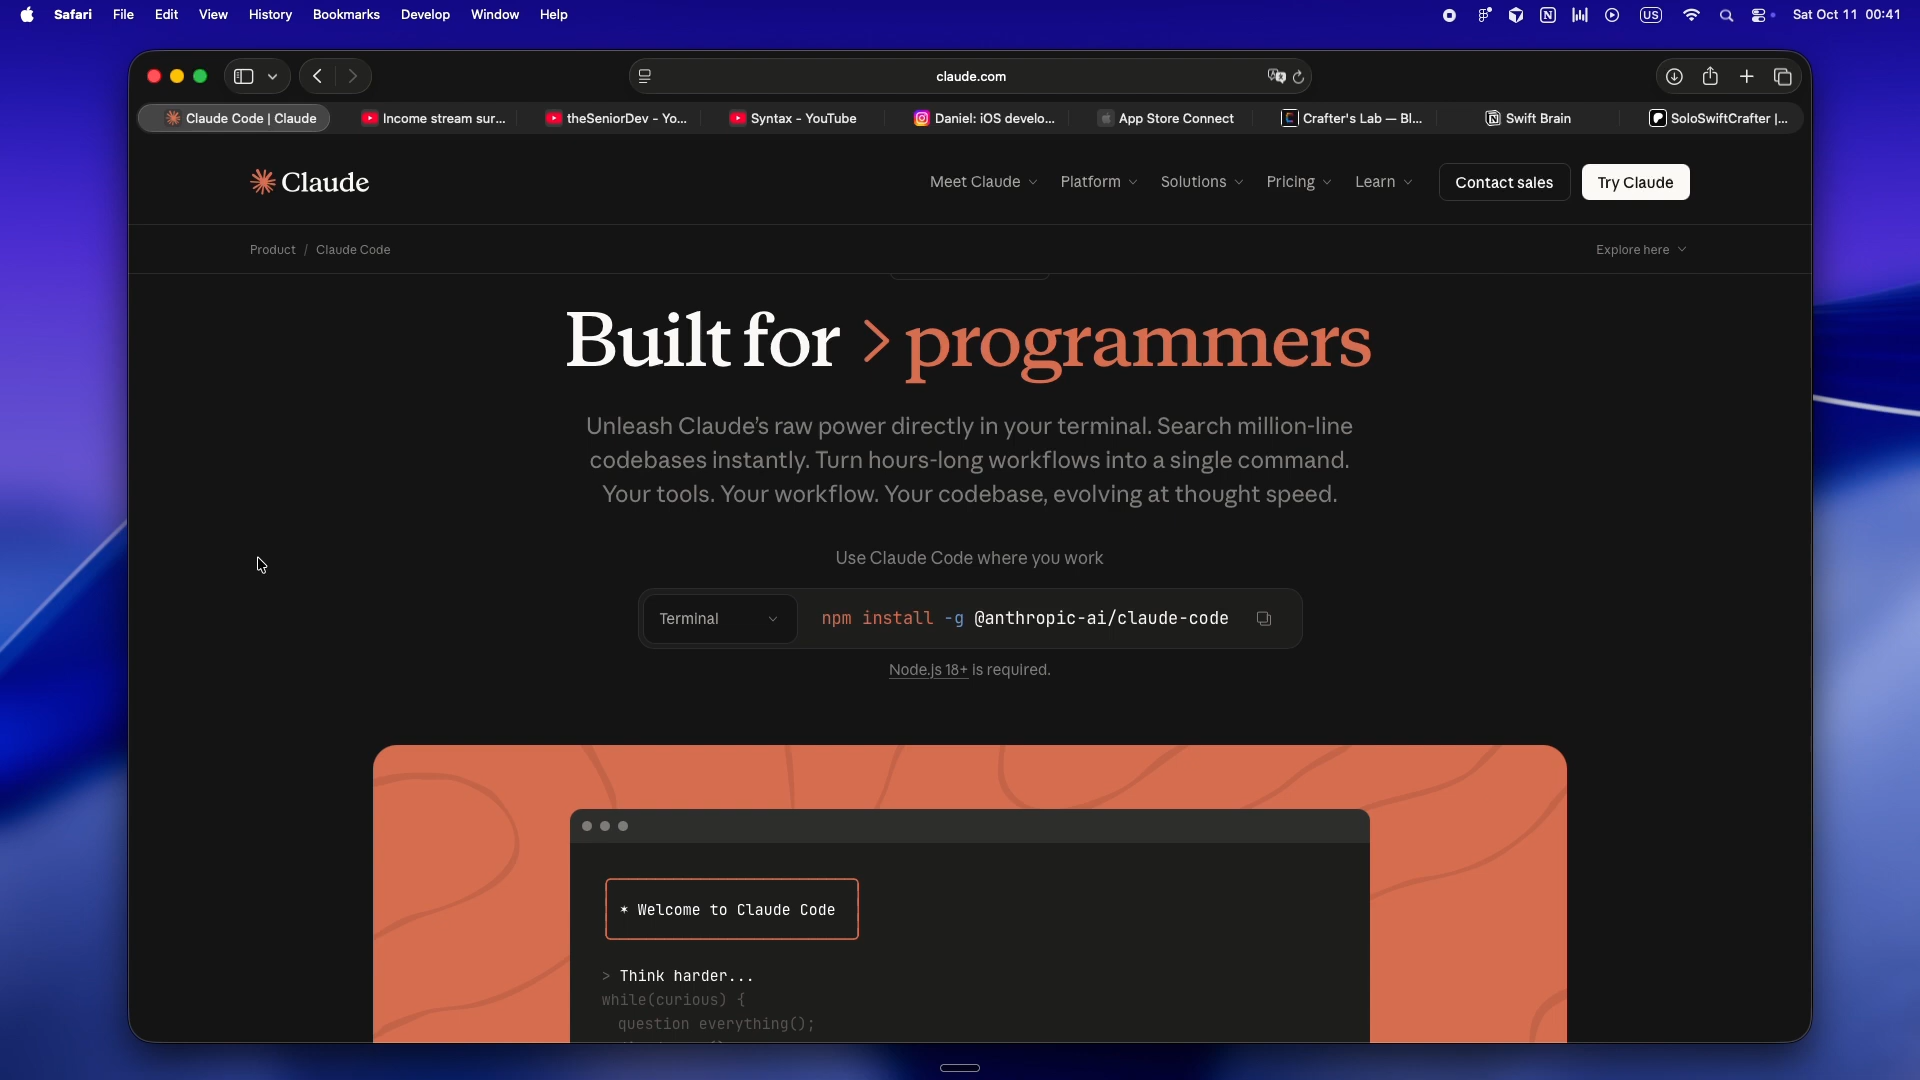 Safari File Edit View History Bookmarks Develop Window Help US Sat Oct 11 00:41
claude.com
Claude Code | Claude
Income stream sur...
theSeniorDev - Yo...
Syntax - YouTube
Daniel: iOS develo...
App Store Connect
Crafter's Lab — Bl...
Swift Brain
SoloSwiftCrafter |...
Claude
Meet Claude
Platform
Solutions
Pricing
Learn
Contact sales
Try Claude
Product / Claude Code
Explore here
Built for > programmers
Unleash Claude's raw power directly in your terminal. Search million-line
codebases instantly. Turn hours-long workflows into a single command.
Your tools. Your workflow. Your codebase, evolving at thought speed.
Use Claude Code where you work
Terminal
npm install -g @anthropic-ai/claude-code
Node.js 18+ is required.
* Welcome to Claude Code
> Think harder...
while(curious) {
question everything();